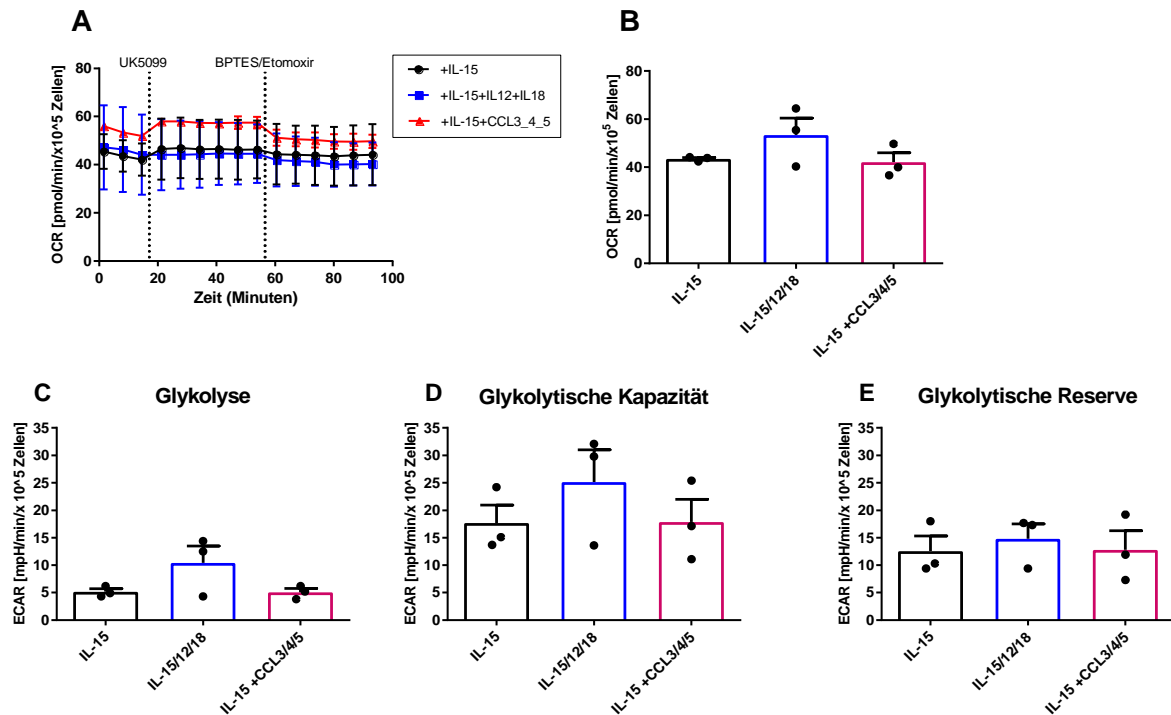 A
UK5099
BPTES/Etomoxir
+IL-15
+IL-15+IL12+IL18
+IL-15+CCL3_4_5
OCR [pmol/min/x10^5 Zellen]
80
60
40
20
0
0 20 40 60 80 100
Zeit (Minuten)
B
OCR [pmol/min/x10⁵ Zellen]
80
60
40
20
0
IL-15
IL-15/12/18
IL-15 +CCL3/4/5
C
Glykolyse
ECAR [mpH/min/x 10^5 Zellen]
35
30
25
20
15
10
5
0
IL-15
IL-15/12/18
IL-15 +CCL3/4/5
D
Glykolytische Kapazität
ECAR [mpH/min/x 10^5 Zellen]
35
30
25
20
15
10
5
0
IL-15
IL-15/12/18
IL-15 +CCL3/4/5
E
Glykolytische Reserve
ECAR [mpH/min/x 10^5 Zellen]
35
30
25
20
15
10
5
0
IL-15
IL-15/12/18
IL-15 +CCL3/4/5